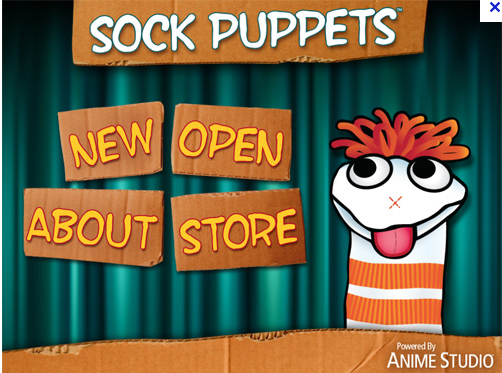 SOCK PUPPETS™
NEW OPEN
ABOUT STORE
Powered By
ANIME STUDIO